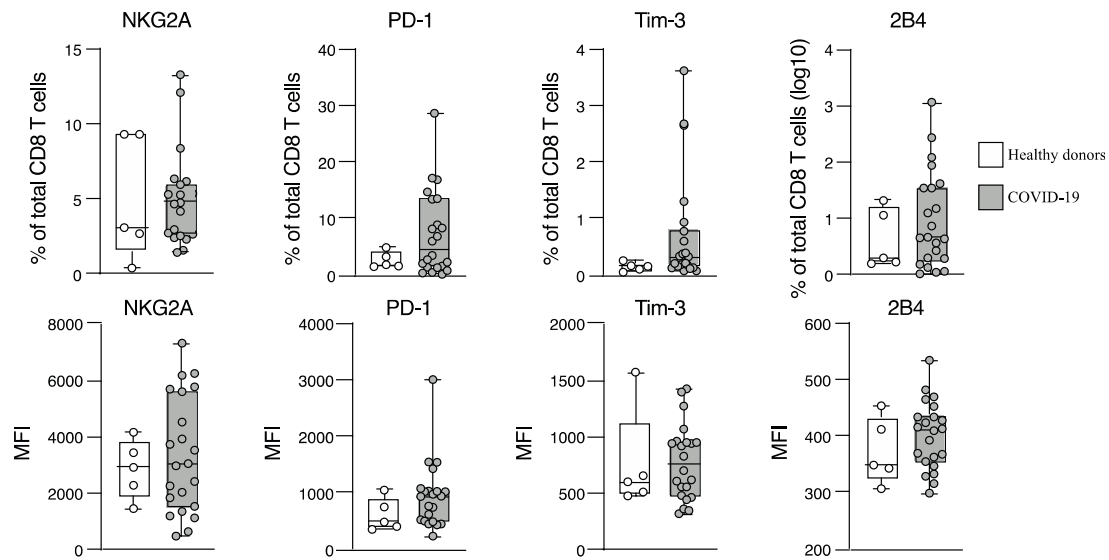 NKG2A
PD-1
Tim-3
2B4
% of total CD8 T cells
15
10
5
0
% of total CD8 T cells
40
30
20
10
0
% of total CD8 T cells
4
3
2
1
0
% of total CD8 T cells (log10)
4
3
2
1
0
Healthy donors
COVID-19
NKG2A
PD-1
Tim-3
2B4
MFI
8000
6000
4000
2000
0
MFI
4000
3000
2000
1000
0
MFI
2000
1500
1000
500
0
MFI
600
500
400
300
200